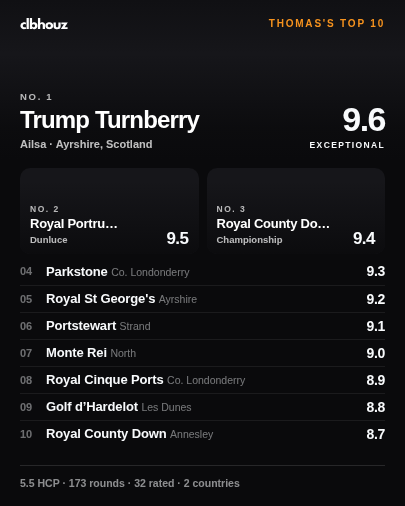 clbhouz
THOMAS'S TOP 10
NO. 1
Trump Turnberry
9.6
Ailsa · Ayrshire, Scotland
EXCEPTIONAL
NO. 2
Royal Portru…
Dunluce
9.5
NO. 3
Royal County Do…
Championship
9.4
04 Parkstone Co. Londonderry 9.3
05 Royal St George's Ayrshire 9.2
06 Portstewart Strand 9.1
07 Monte Rei North 9.0
08 Royal Cinque Ports Co. Londonderry 8.9
09 Golf d'Hardelot Les Dunes 8.8
10 Royal County Down Annesley 8.7
5.5 HCP · 173 rounds · 32 rated · 2 countries